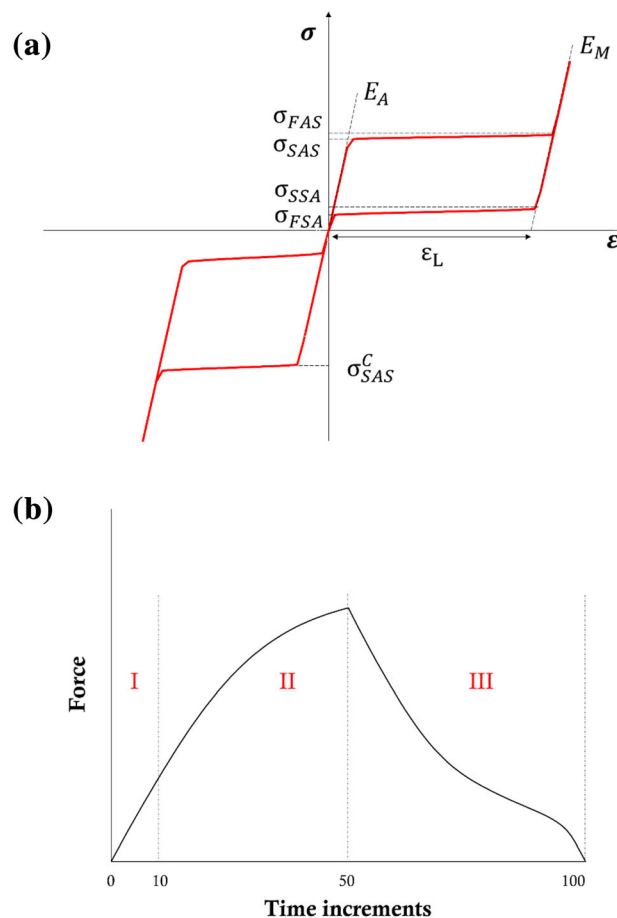 (a)
σ
E_M
E_A
σ_FAS
σ_SAS
σ_SSA
σ_FSA
ε
ε_L
σ^C_SAS
(b)
Force
I
II
III
0 10 50 100
Time increments